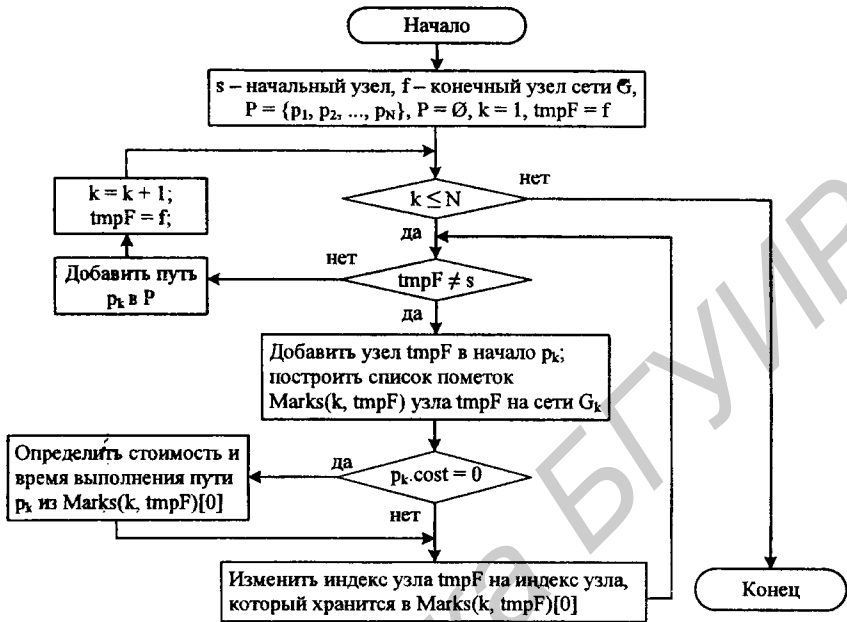 Начало
s – начальный узел, f – конечный узел сети G,
P = {p₁, p₂, ..., p_N}, P = Ø, k = 1, tmpF = f
k = k + 1;
tmpF = f;
k ≤ N
нет
да
Добавить путь
pₖ в P
нет
tmpF ≠ s
да
Добавить узел tmpF в начало pₖ;
построить список пометок
Marks(k, tmpF) узла tmpF на сети Gₖ
Определить стоимость и
время выполнения пути
pₖ из Marks(k, tmpF)[0]
да
pₖ.cost = 0
нет
Изменить индекс узла tmpF на индекс узла,
который хранится в Marks(k, tmpF)[0]
Конец
БГУИР